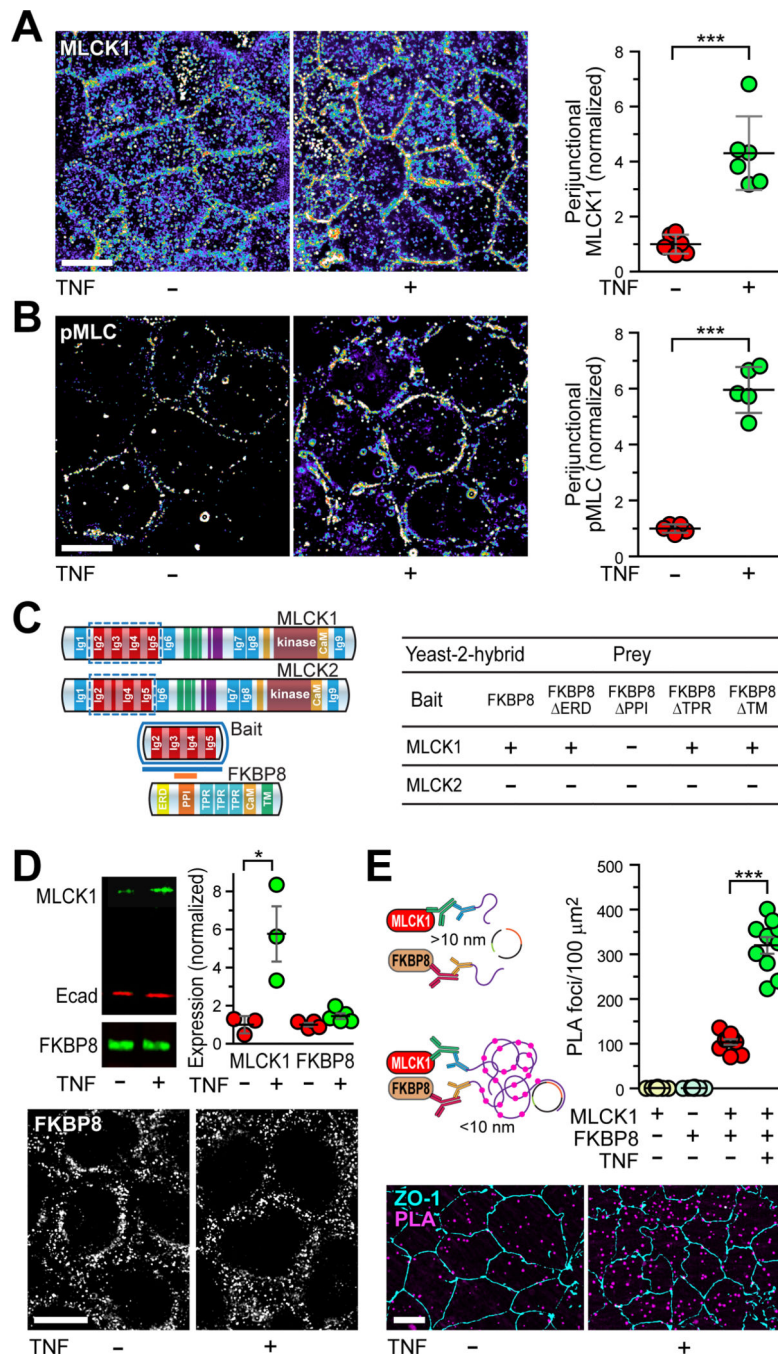 A
MLCK1
TNF
–
+
***
8
6
4
2
0
Perijunctional
MLCK1 (normalized)
TNF – +
B
pMLC
TNF
–
+
***
8
6
4
2
0
Perijunctional
pMLC (normalized)
TNF – +
C
MLCK1
Ig1 Ig2 Ig3 Ig4 Ig5 Ig6 Ig7 Ig8 kinase CaM Ig9
MLCK2
Ig1 Ig2 Ig4 Ig5 Ig6 Ig7 Ig8 kinase CaM Ig9
Bait
Ig2 Ig3 Ig4 Ig5
FKBP8
ERD PPI TPR TPR TPR CaM TM
Yeast-2-hybrid Prey
Bait FKBP8 FKBP8 ΔERD FKBP8 ΔPPI FKBP8 ΔTPR FKBP8 ΔTM
MLCK1 + + – + +
MLCK2 – – – – –
D
MLCK1
Ecad
FKBP8
TNF – +
*
8
6
4
2
0
Expression (normalized)
MLCK1 FKBP8
TNF – + – +
FKBP8
TNF – +
E
MLCK1
>10 nm
FKBP8
MLCK1
FKBP8
<10 nm
***
500
400
300
200
100
0
PLA foci/100 µm2
MLCK1 + – + +
FKBP8 – + + +
TNF – – – +
ZO-1
PLA
TNF – +